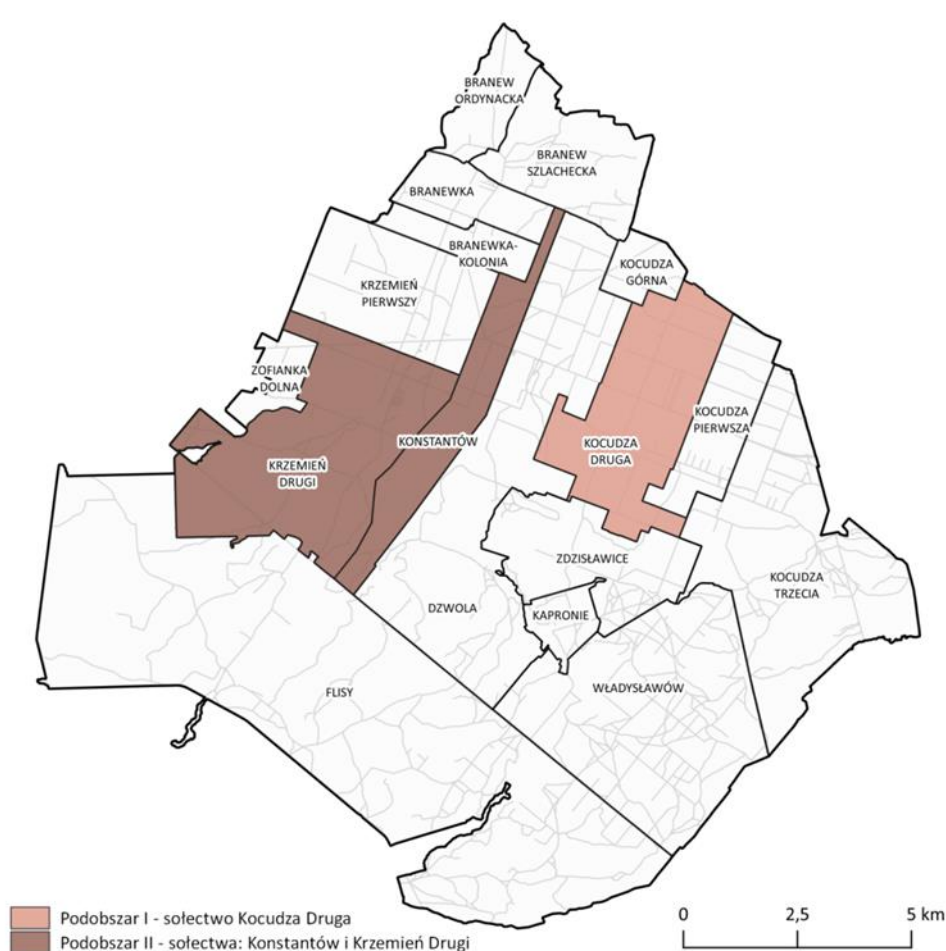 BRANEW
ORDYNACKA
BRANEW
SZLACHECKA
BRANEWKA
BRANEWKA-
KOLONIA
KOCUDZA
GÓRNA
KRZEMIEŃ
PIERWSZY
ZOFIANKA
DOLNA
KOCUDZA
PIERWSZA
KONSTANTÓW
KOCUDZA
DRUGA
KRZEMIEŃ
DRUGI
ZDZISŁAWICE
KOCUDZA
TRZECIA
DZWOLA
KAPRONIE
FLISY
WŁADYSŁAWÓW
Podobszar I - sołectwo Kocudza Druga
Podobszar II - sołectwa: Konstantów i Krzemień Drugi
0 2,5 5 km